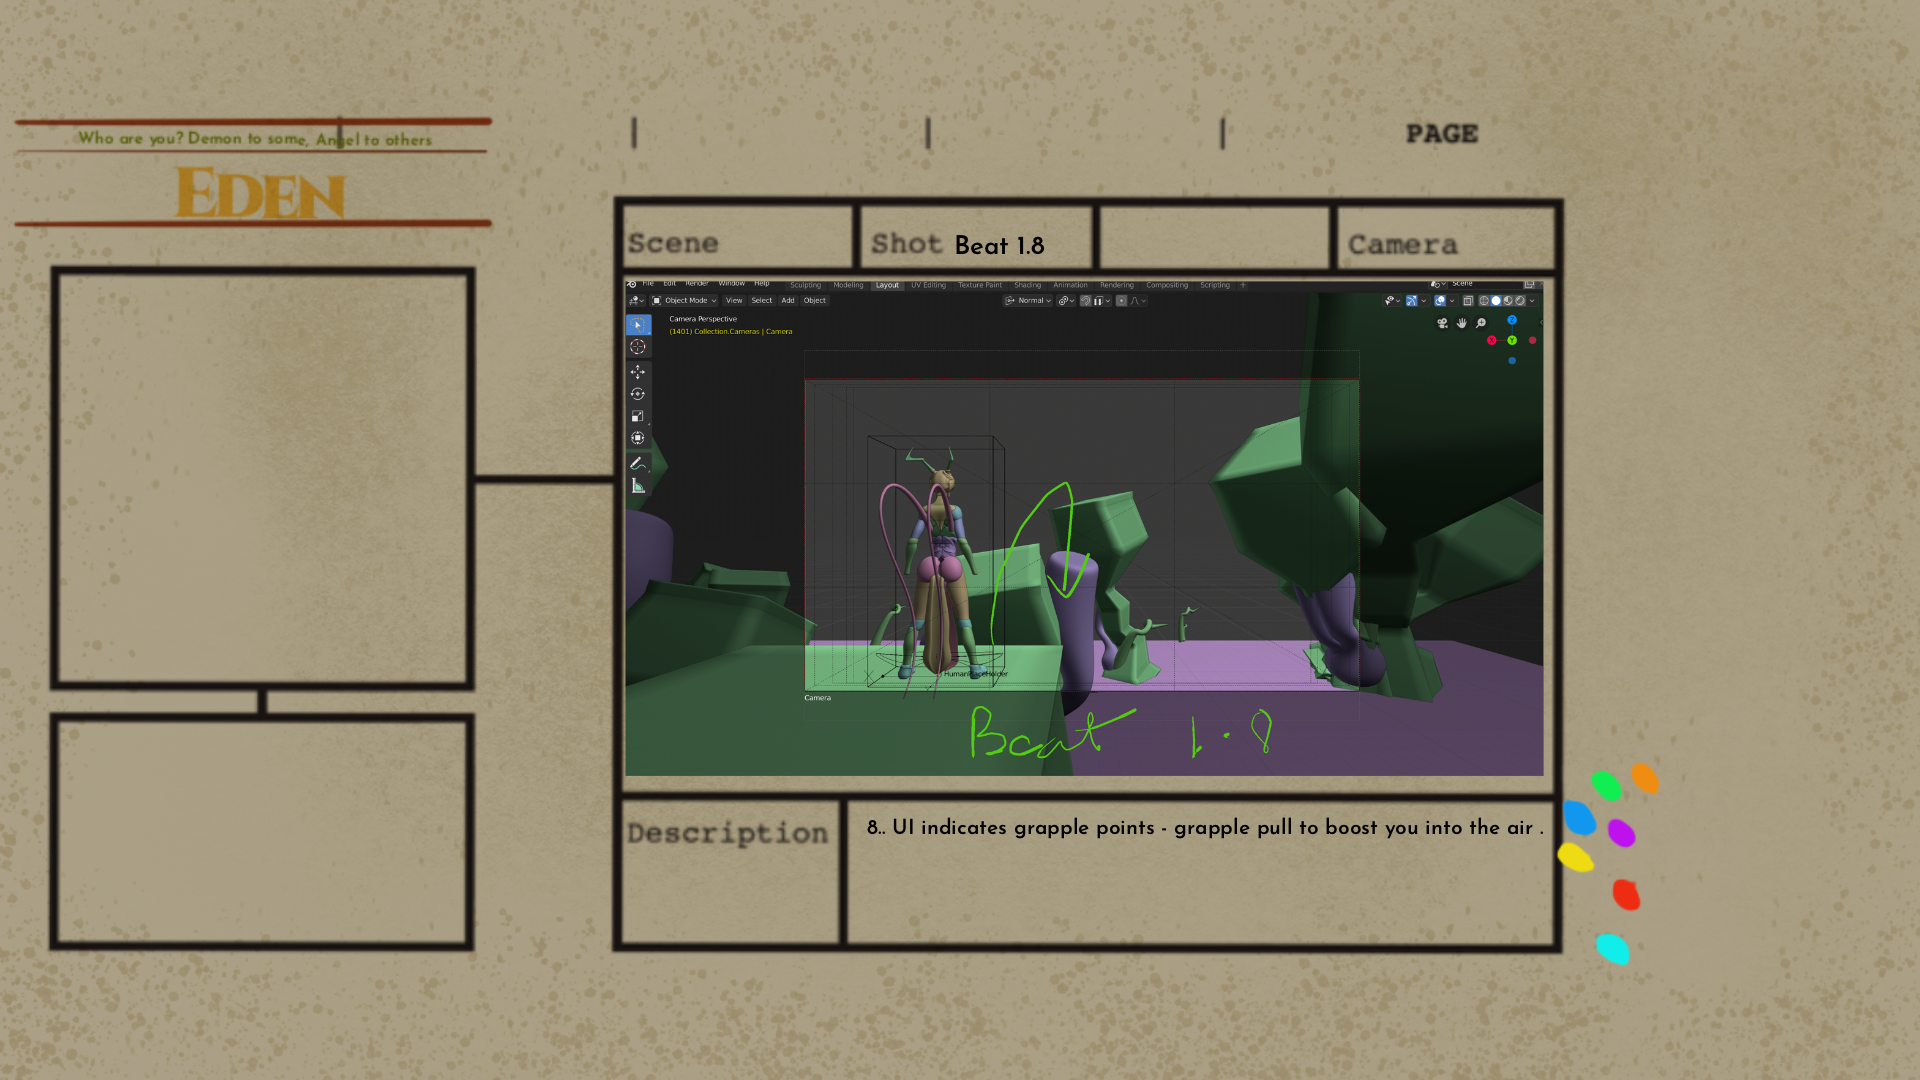 Who are you? Demon to some, Angel to others
EDEN
PAGE
Scene
Shot Beat 1.8
Camera
File Edit Render Window Help
Sculpting Modeling Layout UV Editing Texture Paint Shading Animation Rendering Compositing Scripting +
Scene
Object Mode View Select Add Object
Normal
Camera Perspective
(1401) Collection.Cameras | Camera
Z
X
Y
Camera
Beat 1.8
Description
8.. UI indicates grapple points - grapple pull to boost you into the air .